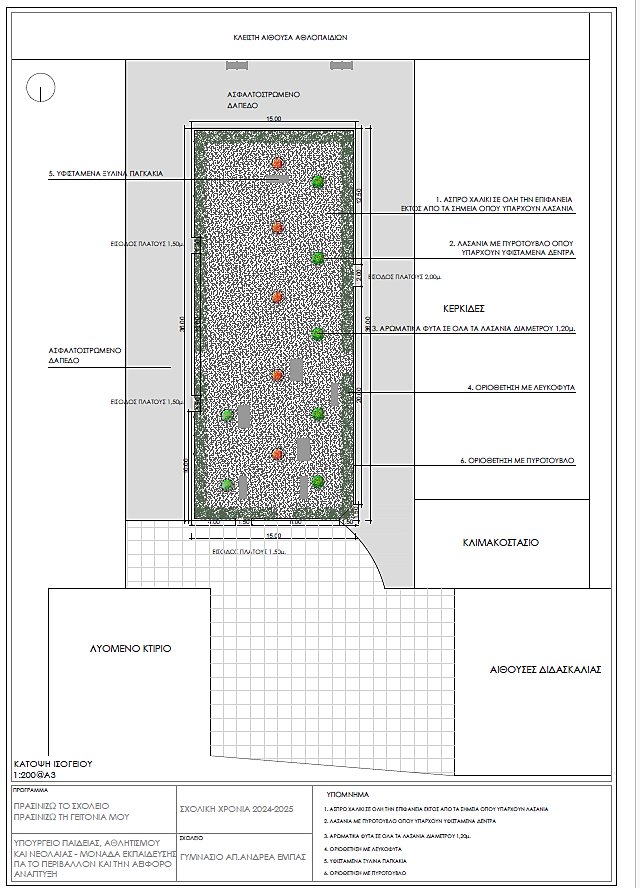 ΚΛΕΙΣΤΗ ΑΙΘΟΥΣΑ ΑΘΛΟΠΑΙΔΙΩΝ
ΑΣΦΑΛΤΟΣΤΡΩΜΕΝΟ
ΔΑΠΕΔΟ
15.00
5. ΥΦΙΣΤΑΜΕΝΑ ΞΥΛΙΝΑ ΠΑΓΚΑΚΙΑ
12.50
1. ΑΣΠΡΟ ΧΑΛΙΚΙ ΣΕ ΟΛΗ ΤΗΝ ΕΠΙΦΑΝΕΙΑ
ΕΚΤΟΣ ΑΠΟ ΤΑ ΣΗΜΕΙΑ ΟΠΟΥ ΥΠΑΡΧΟΥΝ ΛΑΣΑΝΙΑ
ΕΙΣΟΔΟΣ ΠΛΑΤΟΥΣ 1,50μ.
2. ΛΑΣΑΝΙΑ ΜΕ ΠΥΡΟΤΟΥΒΛΟ ΟΠΟΥ
ΥΠΑΡΧΟΥΝ ΥΦΙΣΤΑΜΕΝΑ ΔΕΝΤΡΑ
2.00
ΕΙΣΟΔΟΣ ΠΛΑΤΟΥΣ 2,00μ.
ΚΕΡΚΙΔΕΣ
3. ΑΡΩΜΑΤΙΚΑ ΦΥΤΑ ΣΕ ΟΛΑ ΤΑ ΛΑΣΑΝΙΑ ΔΙΑΜΕΤΡΟΥ 1,20μ.
ΑΣΦΑΛΤΟΣΤΡΩΜΕΝΟ
ΔΑΠΕΔΟ
4. ΟΡΙΟΘΕΤΗΣΗ ΜΕ ΛΕΥΚΟΦΥΤΑ
ΕΙΣΟΔΟΣ ΠΛΑΤΟΥΣ 1,50μ.
6. ΟΡΙΟΘΕΤΗΣΗ ΜΕ ΠΥΡΟΤΟΥΒΛΟ
15.00
ΕΙΣΟΔΟΣ ΠΛΑΤΟΥΣ 1,50μ.
ΚΛΙΜΑΚΟΣΤΑΣΙΟ
ΛΥΟΜΕΝΟ ΚΤΙΡΙΟ
ΑΙΘΟΥΣΕΣ ΔΙΔΑΣΚΑΛΙΑΣ
ΚΑΤΟΨΗ ΙΣΟΓΕΙΟΥ
1:200@A3
ΠΡΟΓΡΑΜΜΑ
ΠΡΑΣΙΝΙΖΩ ΤΟ ΣΧΟΛΕΙΟ
ΠΡΑΣΙΝΙΖΩ ΤΗ ΓΕΙΤΟΝΙΑ ΜΟΥ
ΣΧΟΛΙΚΗ ΧΡΟΝΙΑ 2024-2025
ΥΠΟΥΡΓΕΙΟ ΠΑΙΔΕΙΑΣ, ΑΘΛΗΤΙΣΜΟΥ
ΚΑΙ ΝΕΟΛΑΙΑΣ - ΜΟΝΑΔΑ ΕΚΠΑΙΔΕΥΣΗΣ
ΓΙΑ ΤΟ ΠΕΡΙΒΑΛΛΟΝ ΚΑΙ ΤΗΝ ΑΕΙΦΟΡΟ
ΑΝΑΠΤΥΞΗ
ΣΧΟΛΕΙΟ
ΓΥΜΝΑΣΙΟ ΑΠ.ΑΝΔΡΕΑ ΕΜΠΑΣ
ΥΠΟΜΝΗΜΑ
1. ΑΣΠΡΟ ΧΑΛΙΚΙ ΣΕ ΟΛΗ ΤΗΝ ΕΠΙΦΑΝΕΙΑ ΕΚΤΟΣ ΑΠΟ ΤΑ ΣΗΜΕΙΑ ΟΠΟΥ ΥΠΑΡΧΟΥΝ ΛΑΣΑΝΙΑ
2. ΛΑΣΑΝΙΑ ΜΕ ΠΥΡΟΤΟΥΒΛΟ ΟΠΟΥ ΥΠΑΡΧΟΥΝ ΥΦΙΣΤΑΜΕΝΑ ΔΕΝΤΡΑ
3. ΑΡΩΜΑΤΙΚΑ ΦΥΤΑ ΣΕ ΟΛΑ ΤΑ ΛΑΣΑΝΙΑ ΔΙΑΜΕΤΡΟΥ 1,20μ.
4. ΟΡΙΟΘΕΤΗΣΗ ΜΕ ΛΕΥΚΟΦΥΤΑ
5. ΥΦΙΣΤΑΜΕΝΑ ΞΥΛΙΝΑ ΠΑΓΚΑΚΙΑ
6. ΟΡΙΟΘΕΤΗΣΗ ΜΕ ΠΥΡΟΤΟΥΒΛΟ